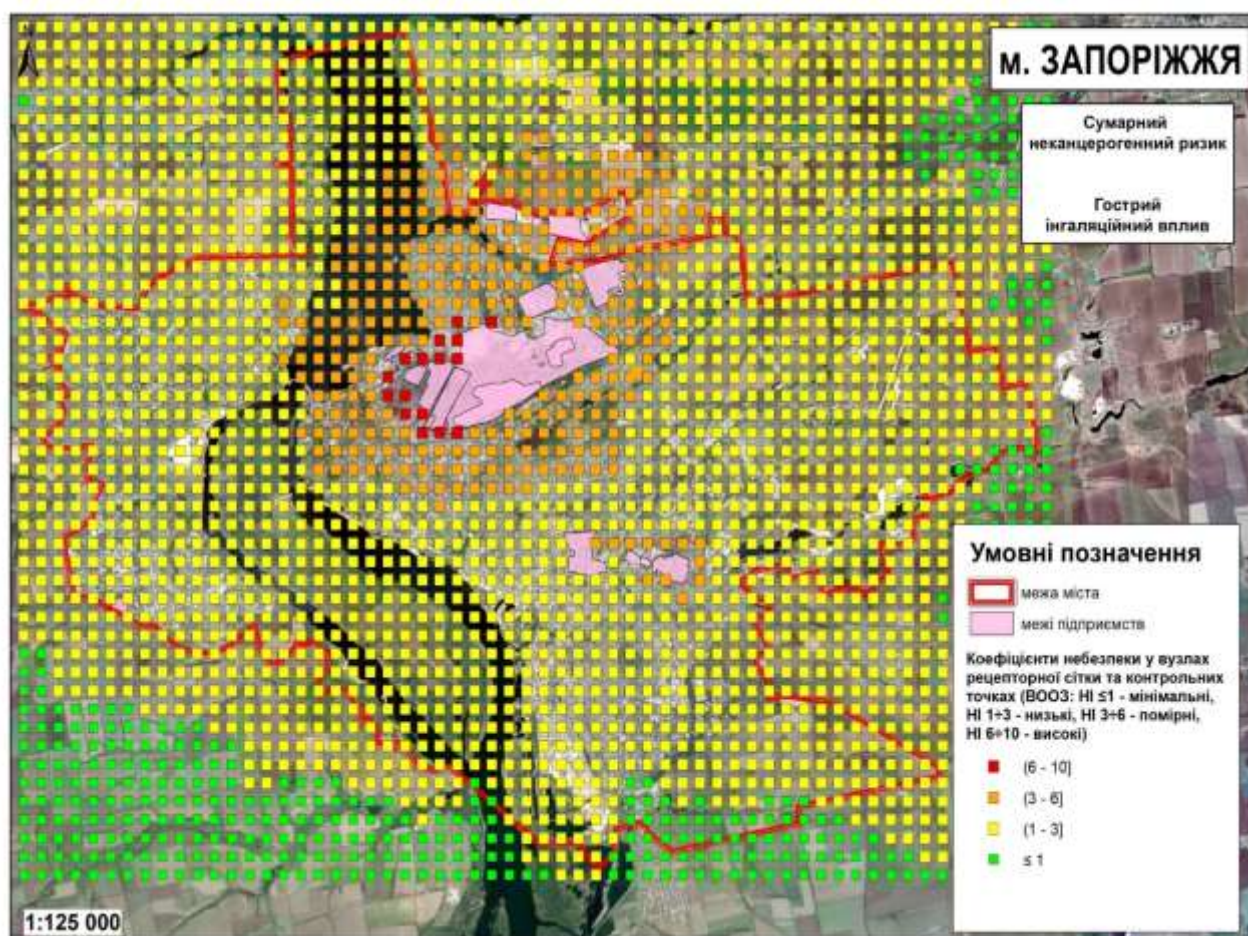 м. ЗАПОРІЖЖЯ
Сумарний
неканцерогенний ризик
Гострий
інгаляційний вплив
Умовні позначення
межа міста
межі підприємств
Коефіцієнти небезпеки у вузлах
рецепторної сітки та контрольних
точках (ВООЗ: HI ≤1 - мінімальні,
HI 1÷3 - низькі, HI 3÷6 - помірні,
HI 6÷10 - високі)
(6 - 10]
(3 - 6]
(1 - 3]
≤ 1
1:125 000